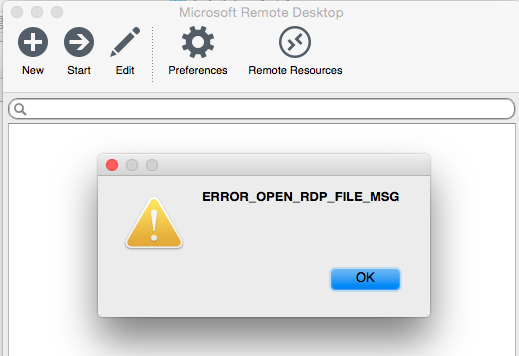 Microsoft Remote Desktop
New Start Edit Preferences Remote Resources
ERROR_OPEN_RDP_FILE_MSG
OK